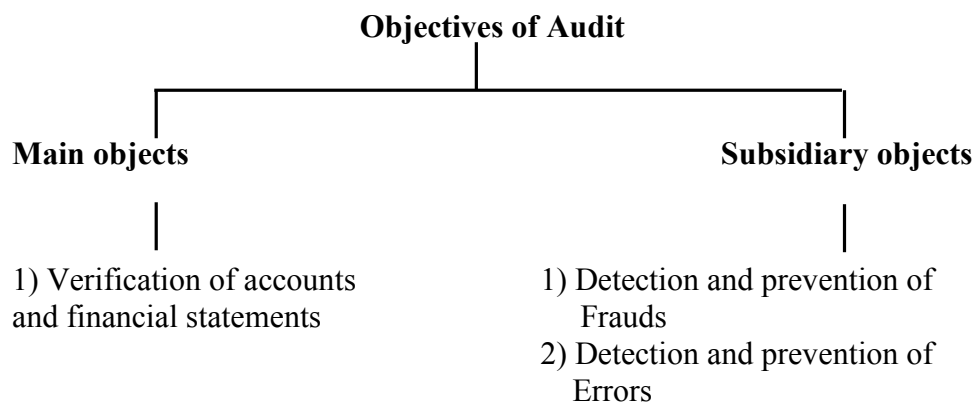 Objectives of Audit
Main objects
1) Verification of accounts
and financial statements
Subsidiary objects
1) Detection and prevention of
Frauds
2) Detection and prevention of
Errors